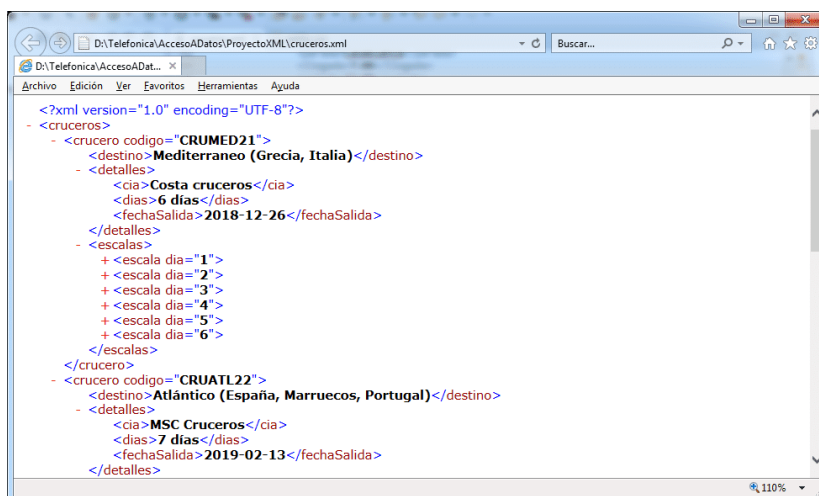 D:\Telefonica\AccesoADatos\ProyectoXML\cruceros.xml
Buscar...
D:\Telefonica\AccesoADat...
Archivo Edición Ver Favoritos Herramientas Ayuda
<?xml version="1.0" encoding="UTF-8"?>
- <cruceros>
- <crucero codigo="CRUMED21">
<destino>Mediterraneo (Grecia, Italia)</destino>
- <detalles>
<cia>Costa cruceros</cia>
<dias>6 días</dias>
<fechaSalida>2018-12-26</fechaSalida>
</detalles>
- <escalas>
+ <escala dia="1">
+ <escala dia="2">
+ <escala dia="3">
+ <escala dia="4">
+ <escala dia="5">
+ <escala dia="6">
</escalas>
</crucero>
- <crucero codigo="CRUATL22">
<destino>Atlántico (España, Marruecos, Portugal)</destino>
- <detalles>
<cia>MSC Cruceros</cia>
<dias>7 días</dias>
<fechaSalida>2019-02-13</fechaSalida>
</detalles>
110%